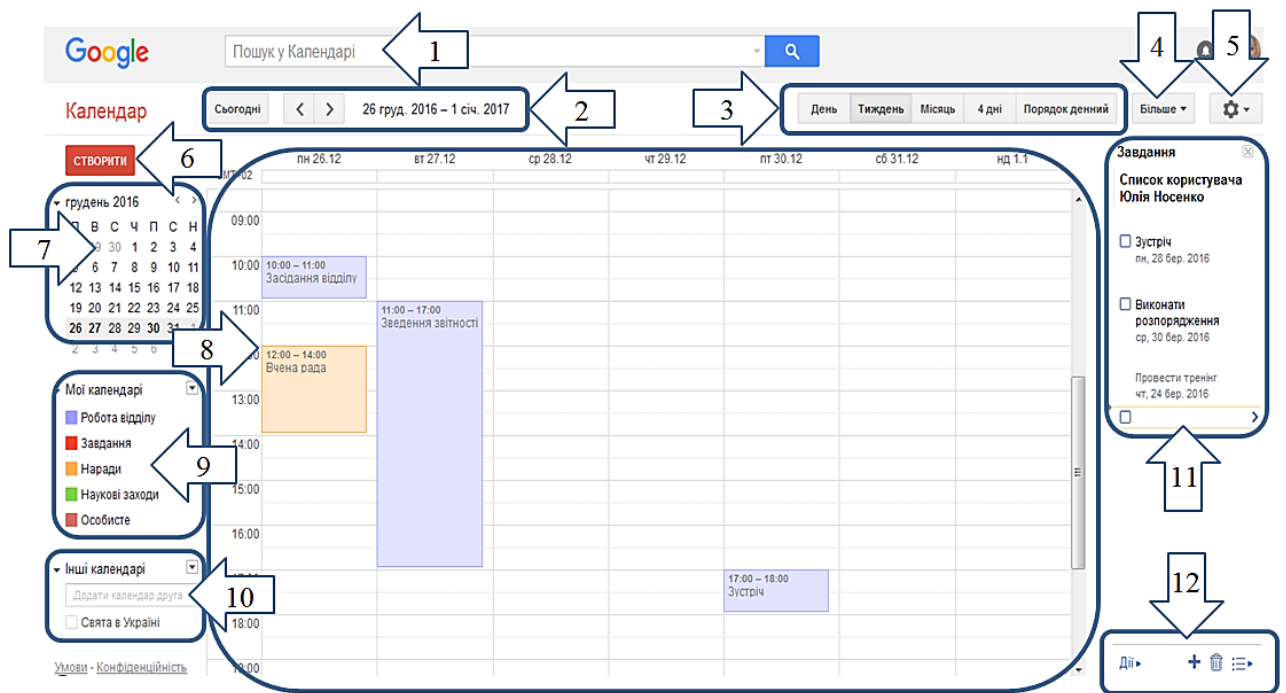 Google
Пошук у Календарі
1
4
5
Календар
Сьогодні
26 груд. 2016 – 1 січ. 2017
2
3
День Тиждень Місяць 4 дні Порядок денний
Більше
СТВОРИТИ
6
пн 26.12 вт 27.12 ср 28.12 чт 29.12 пт 30.12 сб 31.12 нд 1.1
грудень 2016
В С Ч П С Н
30 1 2 3 4
6 7 8 9 10 11
12 13 14 15 16 17 18
19 20 21 22 23 24 25
26 27 28 29 30 31
2 3 4 5 6
7
8
Мої календарі
Робота відділу
Завдання
Наради
Наукові заходи
Особисте
9
Інші календарі
Додати календар друга
Свята в Україні
10
Умови - Конфіденційність
09:00
10:00
10:00 – 11:00
Засідання відділу
11:00
11:00 – 17:00
Зведення звітності
12:00 – 14:00
Вчена рада
13:00
14:00
15:00
16:00
17:00 – 18:00
Зустріч
18:00
19:00
Завдання
Список користувача
Юлія Носенко
Зустріч
пн, 28 бер. 2016
Виконати
розпорядження
ср, 30 бер. 2016
Провести тренінг
чт, 24 бер. 2016
11
12
Дії